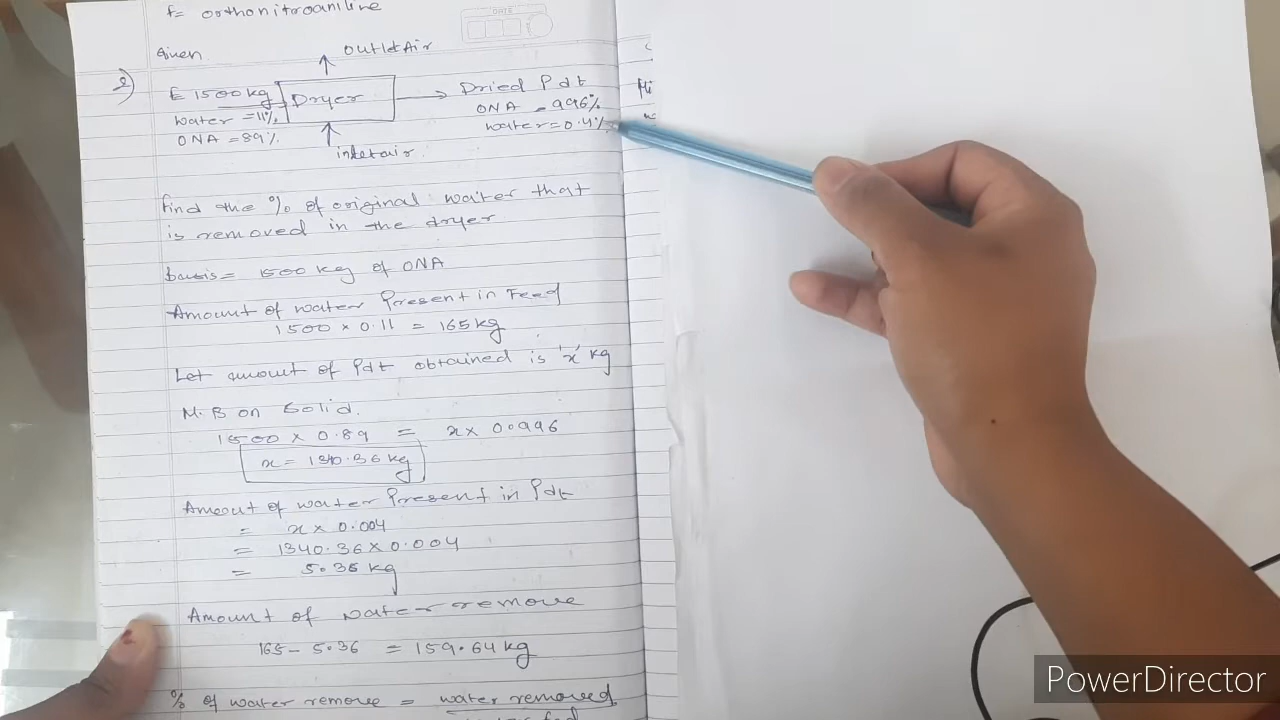 f= orthonitroaniline
DATE
Given
outlet Air
2)
E 1500kg Dryer
Dried Pdt
water = 11%
ONA = 996%
ONA = 89%
water = 0.4%
inlet air
find the % of original water that
is removed in the dryer
basis = 1500 kg of ONA
Amount of water Present in Feed
1500 x 0.11 = 165 kg
Let amount of Pdt obtained is 'x' kg
M.B on Solid.
1500 x 0.89 = x x 0.996
x = 1340.36 kg
Amount of water Present in Pdt
= x x 0.004
= 1340.36 x 0.004
= 5.36 kg
Amount of water remove
165 - 5.36 = 159.64 kg
% of water remove = water removed
PowerDirector